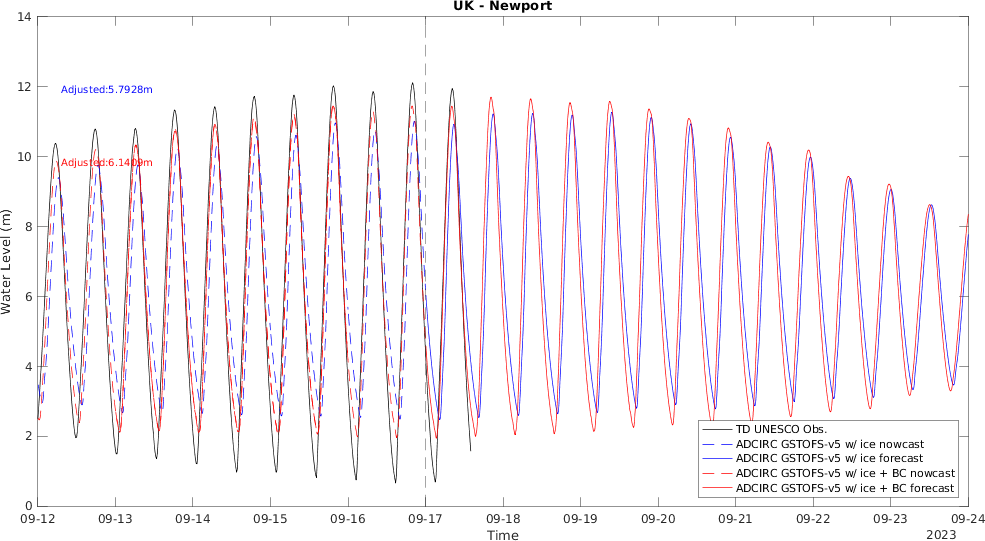 UK - Newport
14
12
10
8
6
4
2
0
Water Level (m)
Adjusted:5.7928m
Adjusted:6.1409m
TD UNESCO Obs.
ADCIRC GSTOFS-v5 w/ ice nowcast
ADCIRC GSTOFS-v5 w/ ice forecast
ADCIRC GSTOFS-v5 w/ ice + BC nowcast
ADCIRC GSTOFS-v5 w/ ice + BC forecast
09-12 09-13 09-14 09-15 09-16 09-17 09-18 09-19 09-20 09-21 09-22 09-23 09-24
Time
2023